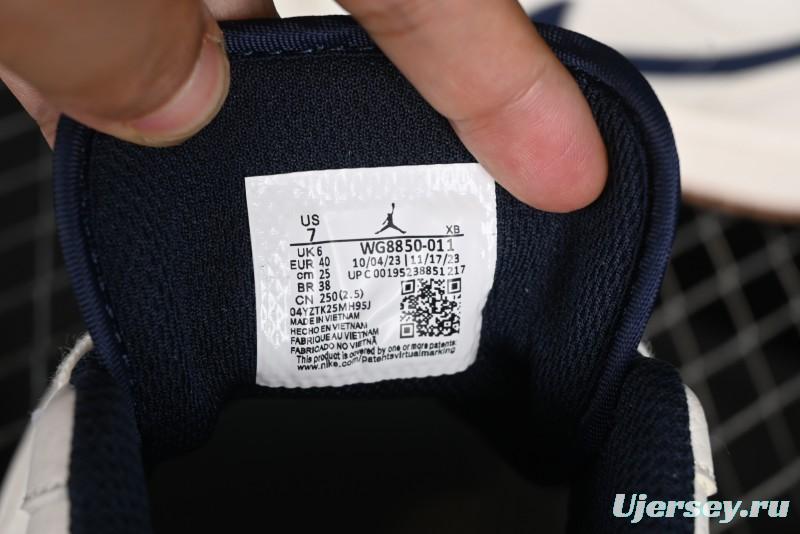 US
7
XB
UK 6
WG8850-011
EUR 40
10/04/23 | 11/17/23
cm 25
UPC 00195238851217
BR 38
CN 250(2.5)
04YZTK25MH95J
MADE IN VIETNAM
HECHO EN VIETNAM
FABRIQUE AU VIETNAM
FABRICADO NO VIETNÃ
This product is covered by one or more patents:
www.nike.com/patentsvirtualmarking
Ujersey.ru